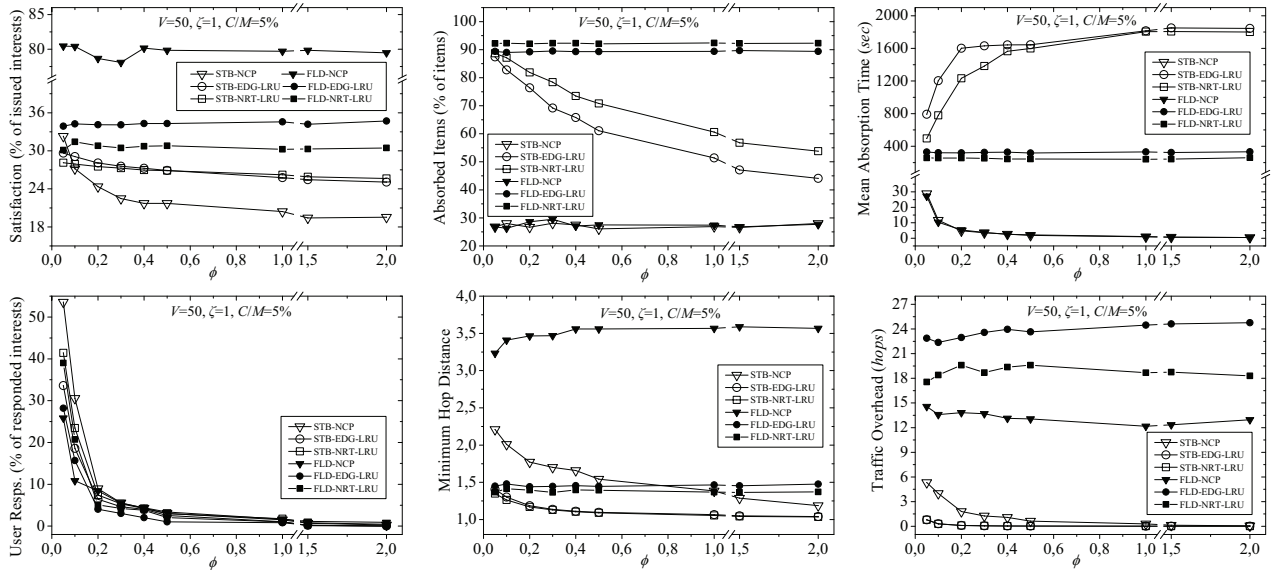 V=50, ζ=1, C/M=5%
Satisfaction (% of issued interests)
80
36
33
30
27
24
21
18
STB-NCP
STB-EDG-LRU
STB-NRT-LRU
FLD-NCP
FLD-EDG-LRU
FLD-NRT-LRU
0,0 0,2 0,4 0,6 0,8 1,0 1,5 2,0
ϕ
V=50, ζ=1, C/M=5%
Absorbed Items (% of items)
100
90
80
70
60
50
40
30
20
STB-NCP
STB-EDG-LRU
STB-NRT-LRU
FLD-NCP
FLD-EDG-LRU
FLD-NRT-LRU
0,0 0,2 0,4 0,6 0,8 1,0 1,5 2,0
ϕ
V=50, ζ=1, C/M=5%
Mean Absorption Time (sec)
2000
1600
1200
800
400
30
20
10
0
STB-NCP
STB-EDG-LRU
STB-NRT-LRU
FLD-NCP
FLD-EDG-LRU
FLD-NRT-LRU
0,0 0,2 0,4 0,6 0,8 1,0 1,5 2,0
ϕ
V=50, ζ=1, C/M=5%
User Resps. (% of responded interests)
50
40
30
20
10
0
STB-NCP
STB-EDG-LRU
STB-NRT-LRU
FLD-NCP
FLD-EDG-LRU
FLD-NRT-LRU
0,0 0,2 0,4 0,6 0,8 1,0 1,5 2,0
ϕ
V=50, ζ=1, C/M=5%
Minimum Hop Distance
4,0
3,5
3,0
2,5
2,0
1,5
1,0
STB-NCP
STB-EDG-LRU
STB-NRT-LRU
FLD-NCP
FLD-EDG-LRU
FLD-NRT-LRU
0,0 0,2 0,4 0,6 0,8 1,0 1,5 2,0
ϕ
V=50, ζ=1, C/M=5%
Traffic Overhead (hops)
27
24
21
18
15
12
9
6
3
0
STB-NCP
STB-EDG-LRU
STB-NRT-LRU
FLD-NCP
FLD-EDG-LRU
FLD-NRT-LRU
0,0 0,2 0,4 0,6 0,8 1,0 1,5 2,0
ϕ